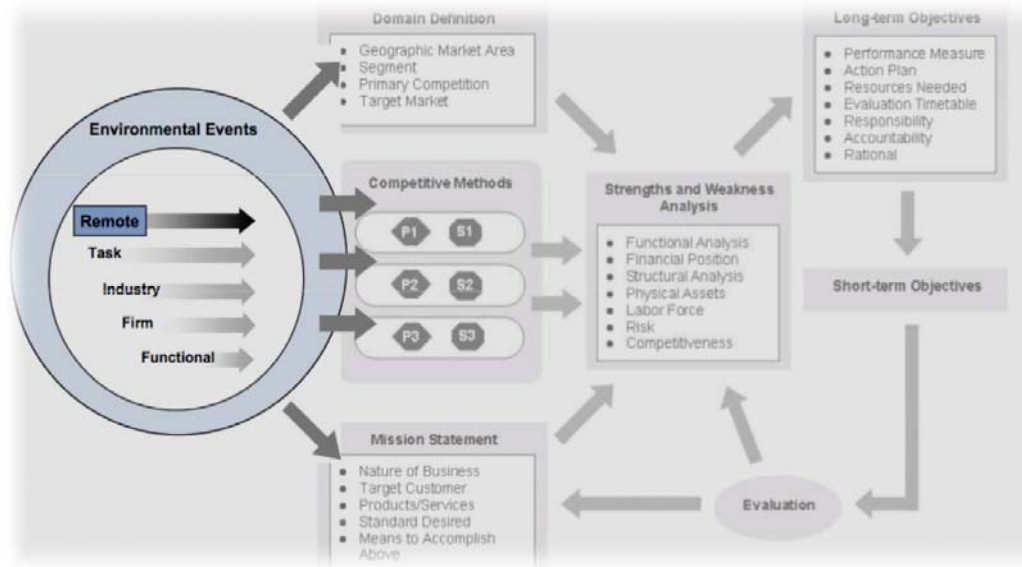 Domain Definition
Geographic Market Area
Segment
Primary Competition
Target Market
Long-term Objectives
Performance Measure
Action Plan
Resources Needed
Evaluation Timetable
Responsibility
Accountability
Rational
Environmental Events
Remote
Task
Industry
Firm
Functional
Competitive Methods
P1 S1
P2 S2
P3 S3
Strengths and Weakness
Analysis
Functional Analysis
Financial Position
Structural Analysis
Physical Assets
Labor Force
Risk
Competitiveness
Short-term Objectives
Mission Statement
Nature of Business
Target Customer
Products/Services
Standard Desired
Means to Accomplish
Above
Evaluation